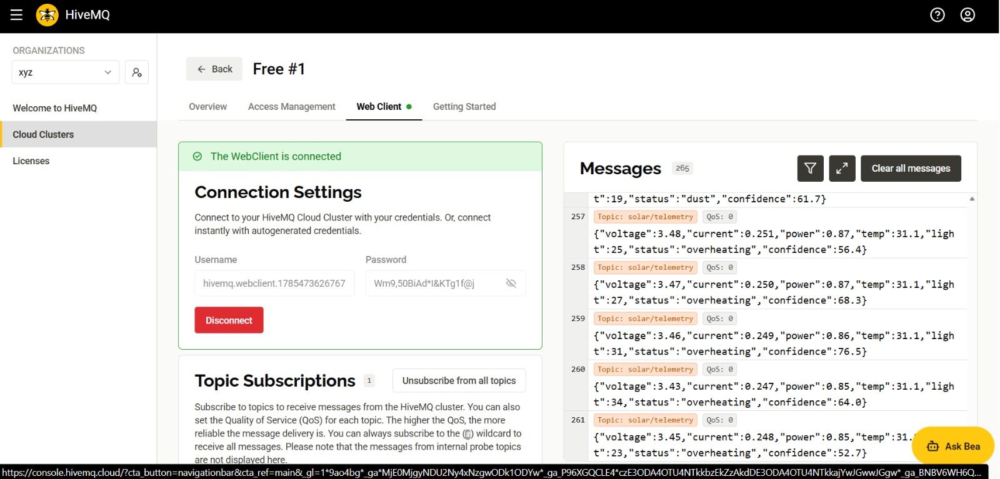 HiveMQ
ORGANIZATIONS
xyz
Welcome to HiveMQ
Cloud Clusters
Licenses
Back
Free #1
Overview
Access Management
Web Client
Getting Started
The WebClient is connected
Connection Settings
Connect to your HiveMQ Cloud Cluster with your credentials. Or, connect
instantly with autogenerated credentials.
Username
Password
hivemq.webclient.1785473626767
Wm9,50BiAd*I&KTg1f@j
Disconnect
Topic Subscriptions 1
Unsubscribe from all topics
Subscribe to topics to receive messages from the HiveMQ cluster. You can also
set the Quality of Service (QoS) for each topic. The higher the QoS, the more
reliable the message delivery is. You can always subscribe to the (#) wildcard to
receive all messages. Please note that the messages from internal probe topics
are not displayed here.
Messages 265
Clear all messages
t":19,"status":"dust","confidence":61.7}
257 Topic: solar/telemetry QoS: 0
{"voltage":3.48,"current":0.251,"power":0.87,"temp":31.1,"ligh
t":25,"status":"overheating","confidence":56.4}
258 Topic: solar/telemetry QoS: 0
{"voltage":3.47,"current":0.250,"power":0.87,"temp":31.1,"ligh
t":27,"status":"overheating","confidence":68.3}
259 Topic: solar/telemetry QoS: 0
{"voltage":3.46,"current":0.249,"power":0.86,"temp":31.1,"ligh
t":31,"status":"overheating","confidence":76.5}
260 Topic: solar/telemetry QoS: 0
{"voltage":3.43,"current":0.247,"power":0.85,"temp":31.1,"ligh
t":34,"status":"overheating","confidence":64.0}
261 Topic: solar/telemetry QoS: 0
{"voltage":3.45,"current":0.248,"power":0.85,"temp":31.
t":23,"status":"overheating","confidence":52.7}
Ask Bea
https://console.hivemq.cloud/?cta_button=navigationbar&cta_ref=main&_gl=1*9ao4bg*_ga*MjE0MjgyNDU2Ny4xNzgwODk1ODYw*_ga_P96XGQCLE4*czE3ODA4OTU4NTkkbzEkZzAkdDE3ODA4OTU4NTkkajYwJGwwJGgw*_ga_BNBV6WH6Q...